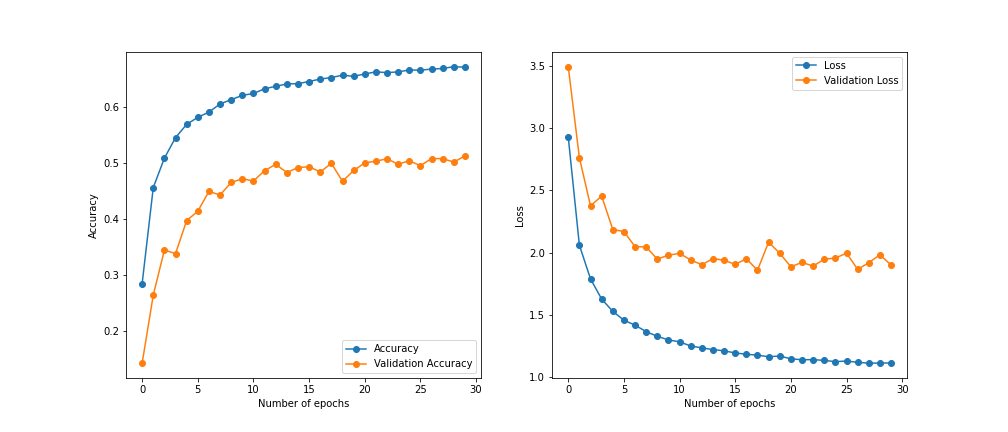 0.6
0.5
0.4
0.3
0.2
Accuracy
0 5 10 15 20 25 30
Number of epochs
Accuracy
Validation Accuracy
3.5
3.0
2.5
2.0
1.5
1.0
Loss
0 5 10 15 20 25 30
Number of epochs
Loss
Validation Loss